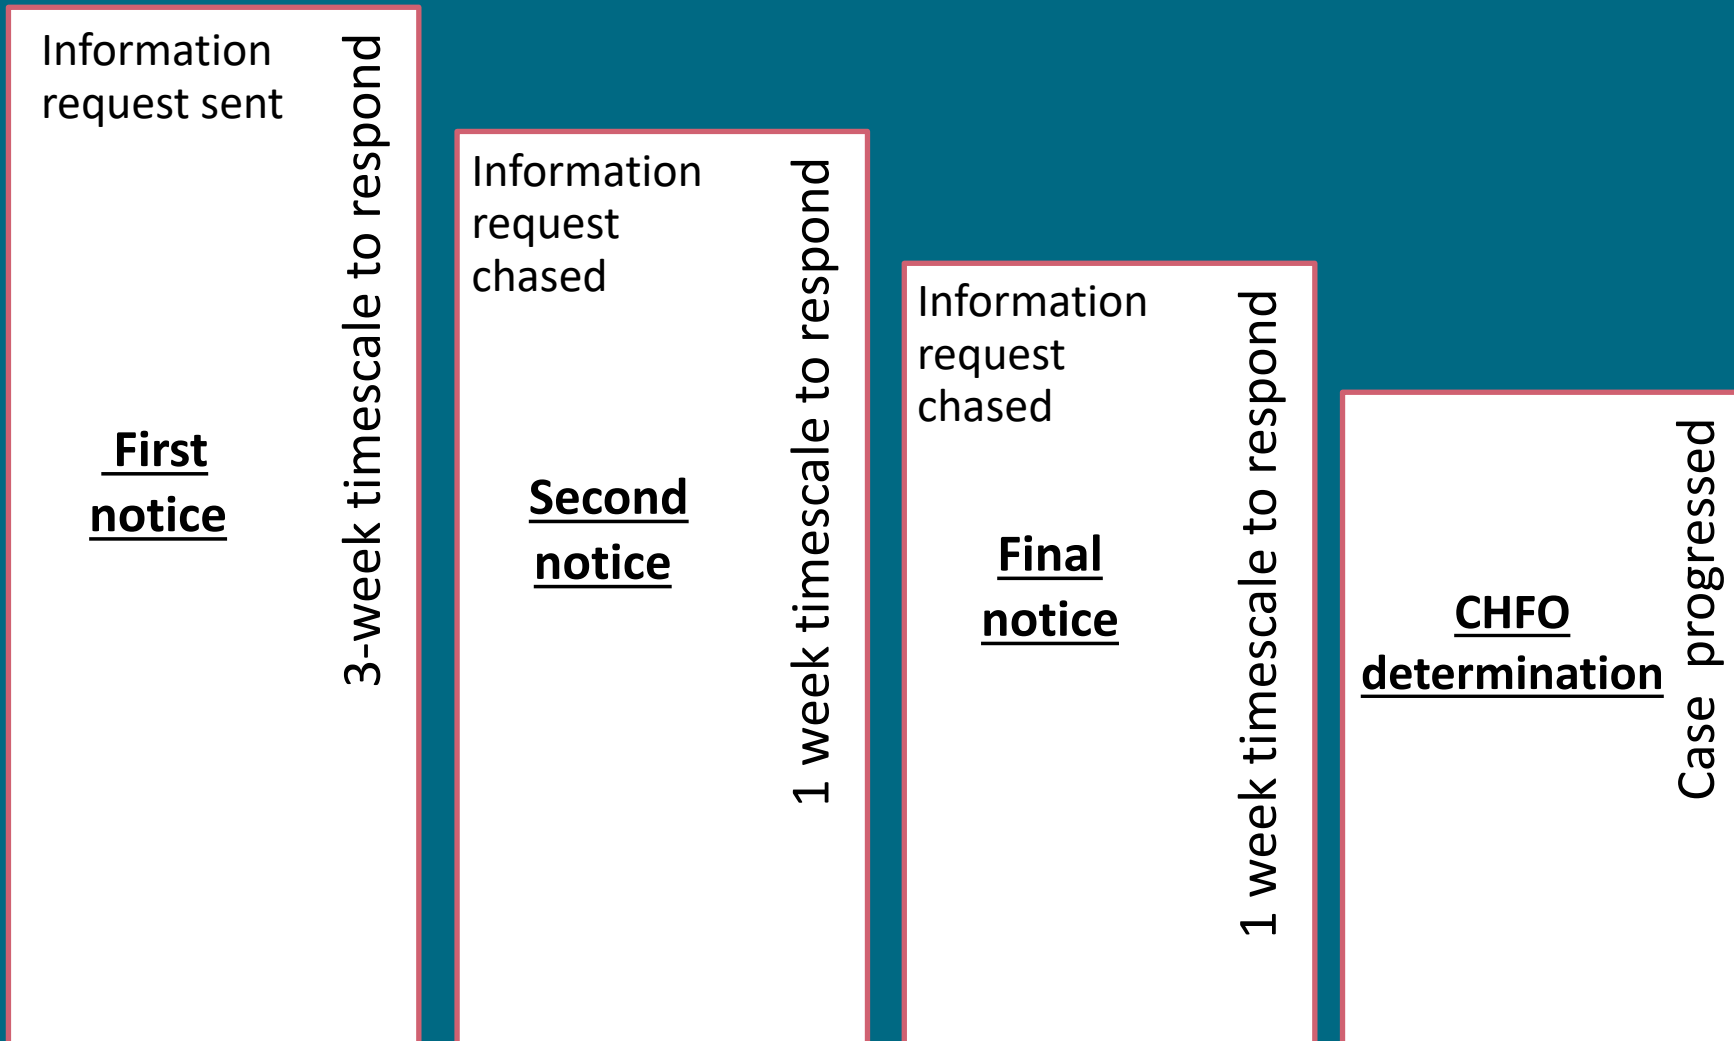 Information
request sent
First
notice
3-week timescale to respond
Information
request
chased
Second
notice
1 week timescale to respond
Information
request
chased
Final
notice
1 week timescale to respond
CHFO
determination
Case progressed